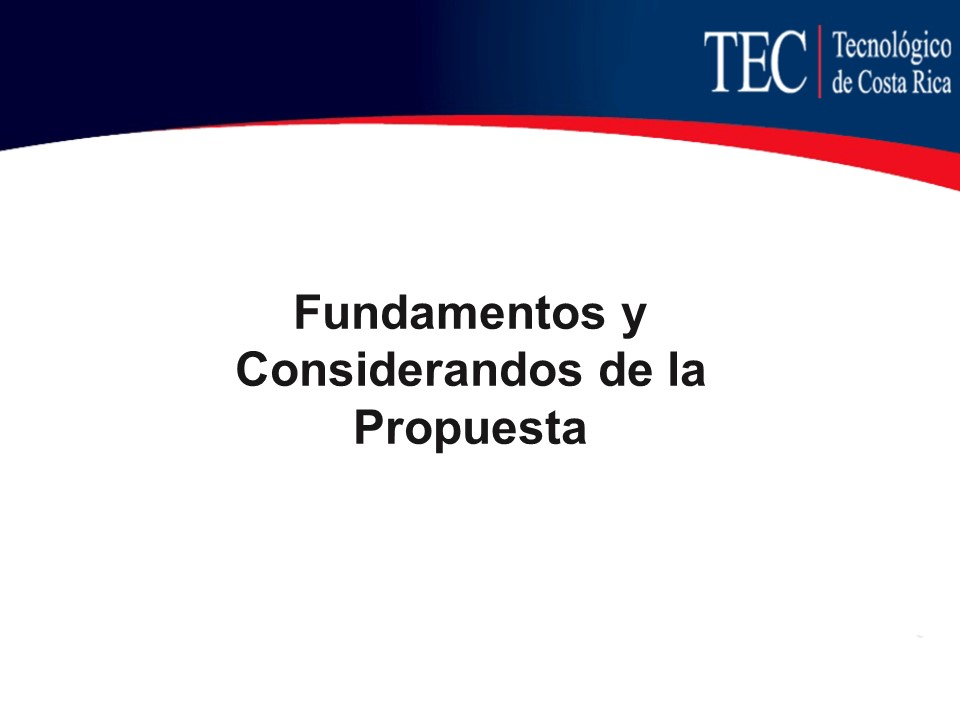 TEC | Tecnológico
de Costa Rica
Fundamentos y
Considerandos de la
Propuesta